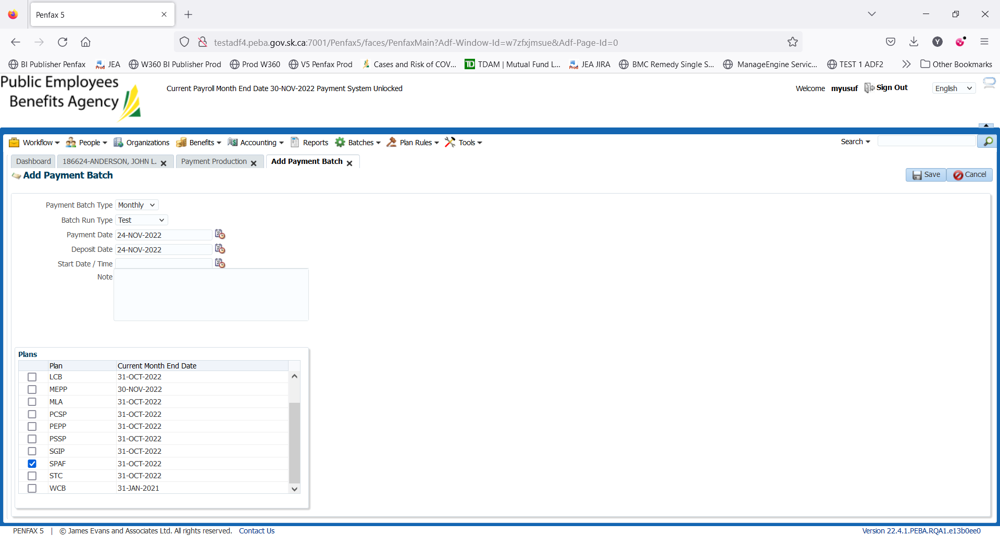 Penfax 5
testadf4.peba.gov.sk.ca:7001/Penfax5/faces/PenfaxMain?Adf-Window-Id=w7zfxjmsue&Adf-Page-Id=0
BI Publisher Penfax JEA W360 BI Publisher Prod Prod W360 V5 Penfax Prod Cases and Risk of COV... TDAM | Mutual Fund L... JEA JIRA BMC Remedy Single S... ManageEngine Servic... TEST 1 ADF2 Other Bookmarks
Public Employees
Benefits Agency
Current Payroll Month End Date 30-NOV-2022 Payment System Unlocked
Welcome myusuf Sign Out English
Workflow People Organizations Benefits Accounting Reports Batches Plan Rules Tools Search
Dashboard 186624-ANDERSON, JOHN L. Payment Production Add Payment Batch
Add Payment Batch Save Cancel
Payment Batch Type Monthly
Batch Run Type Test
Payment Date 24-NOV-2022
Deposit Date 24-NOV-2022
Start Date / Time
Note
Plans
Plan Current Month End Date
LCB 31-OCT-2022
MEPP 30-NOV-2022
MLA 31-OCT-2022
PCSP 31-OCT-2022
PEPP 31-OCT-2022
PSSP 31-OCT-2022
SGIP 31-OCT-2022
SPAF 31-OCT-2022
STC 31-OCT-2022
WCB 31-JAN-2021
PENFAX 5 | © James Evans and Associates Ltd. All rights reserved. Contact Us Version 22.4.1.PEBA.RQA1.e13b0ee0